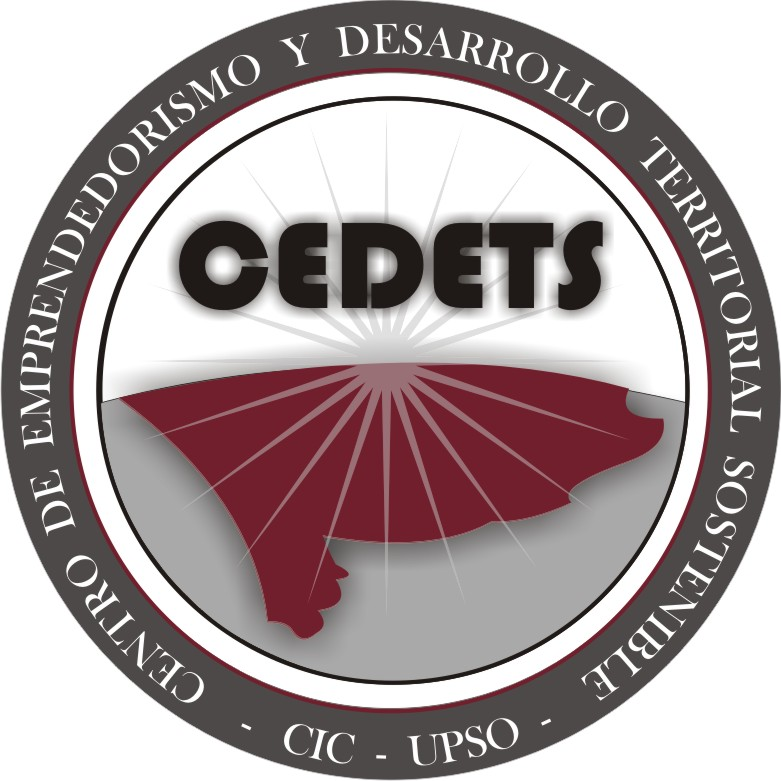 CENTRO DE EMPRENDEDORISMO Y DESARROLLO TERRITORIAL SOSTENIBLE
CEDETS
- CIC - UPSO -